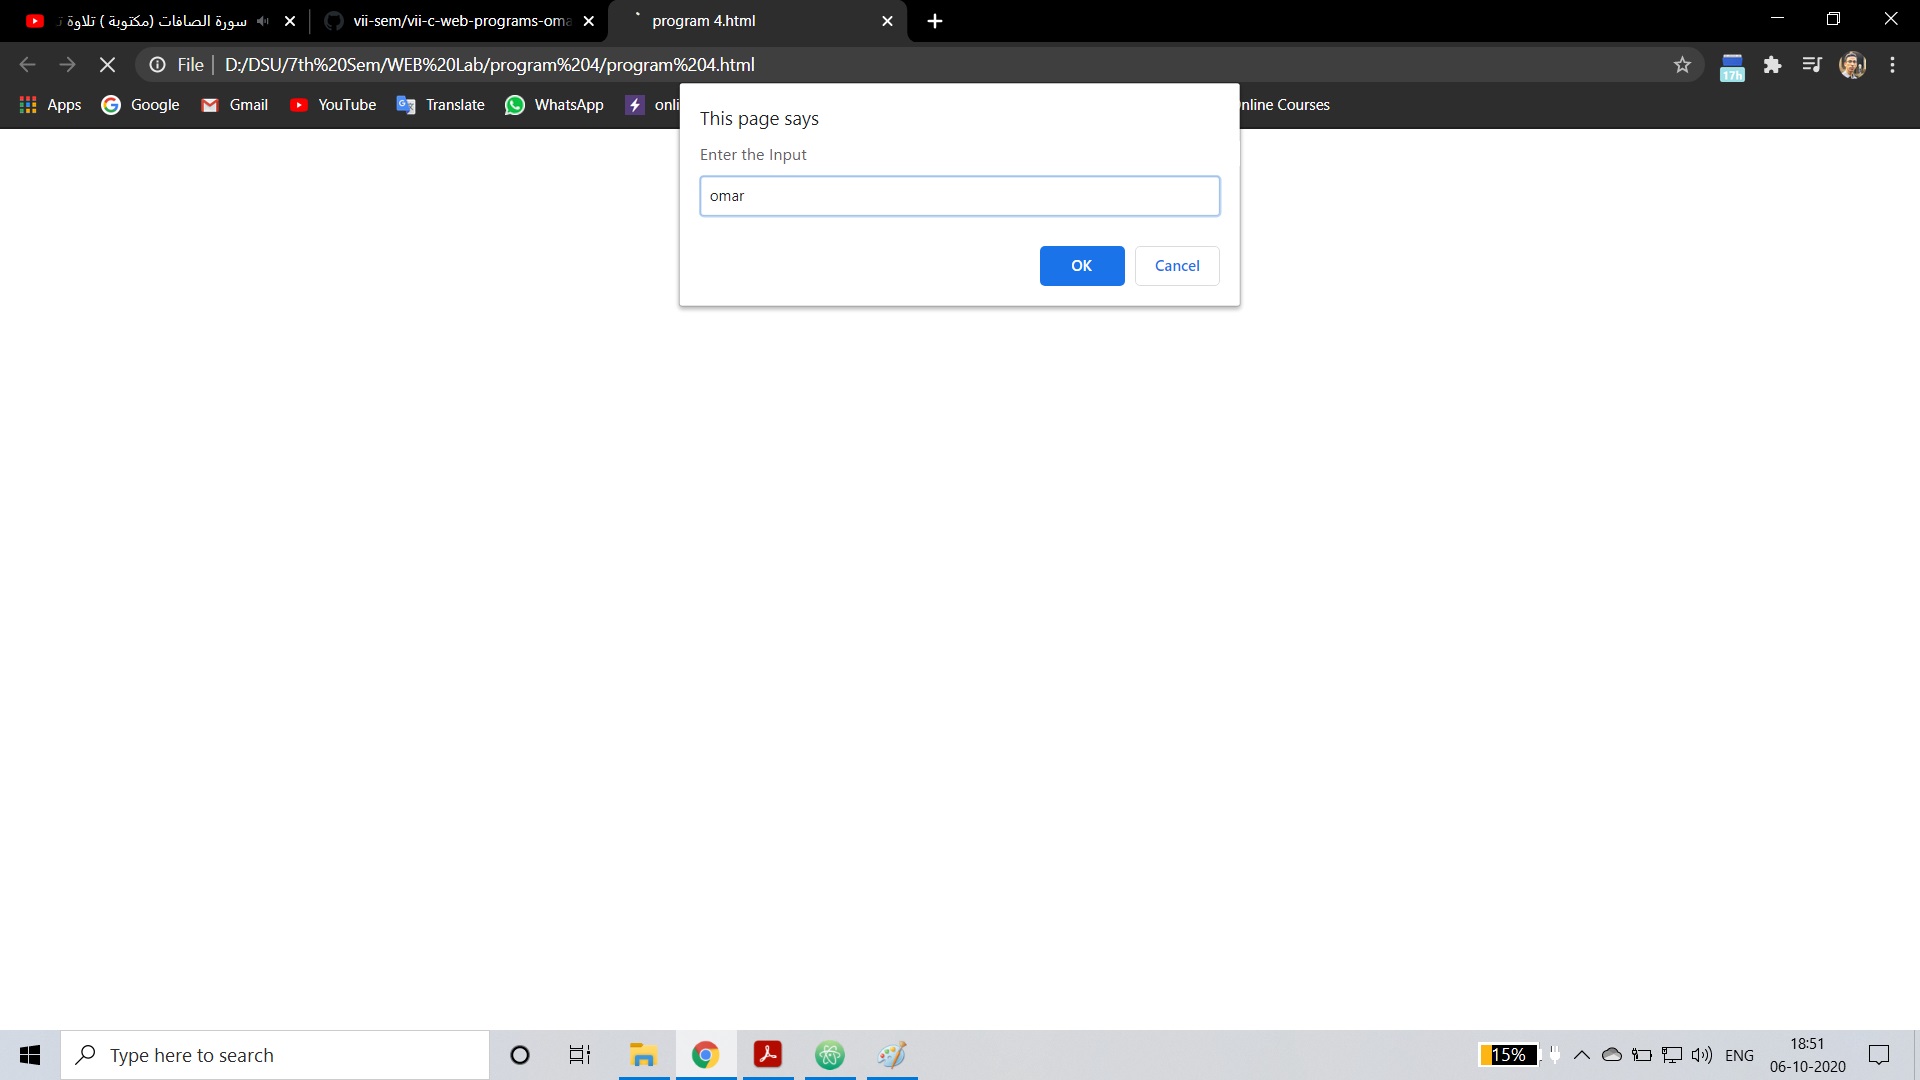 سورة الصافات (مكتوبة ) تلاوة
vii-sem/vii-c-web-programs-oma
program 4.html
File
D:/DSU/7th%20Sem/WEB%20Lab/program%204/program%204.html
17h
Apps
Google
Gmail
YouTube
Translate
WhatsApp
onli
nline Courses
This page says
Enter the Input
omar
OK
Cancel
Type here to search
15%
ENG
18:51
06-10-2020